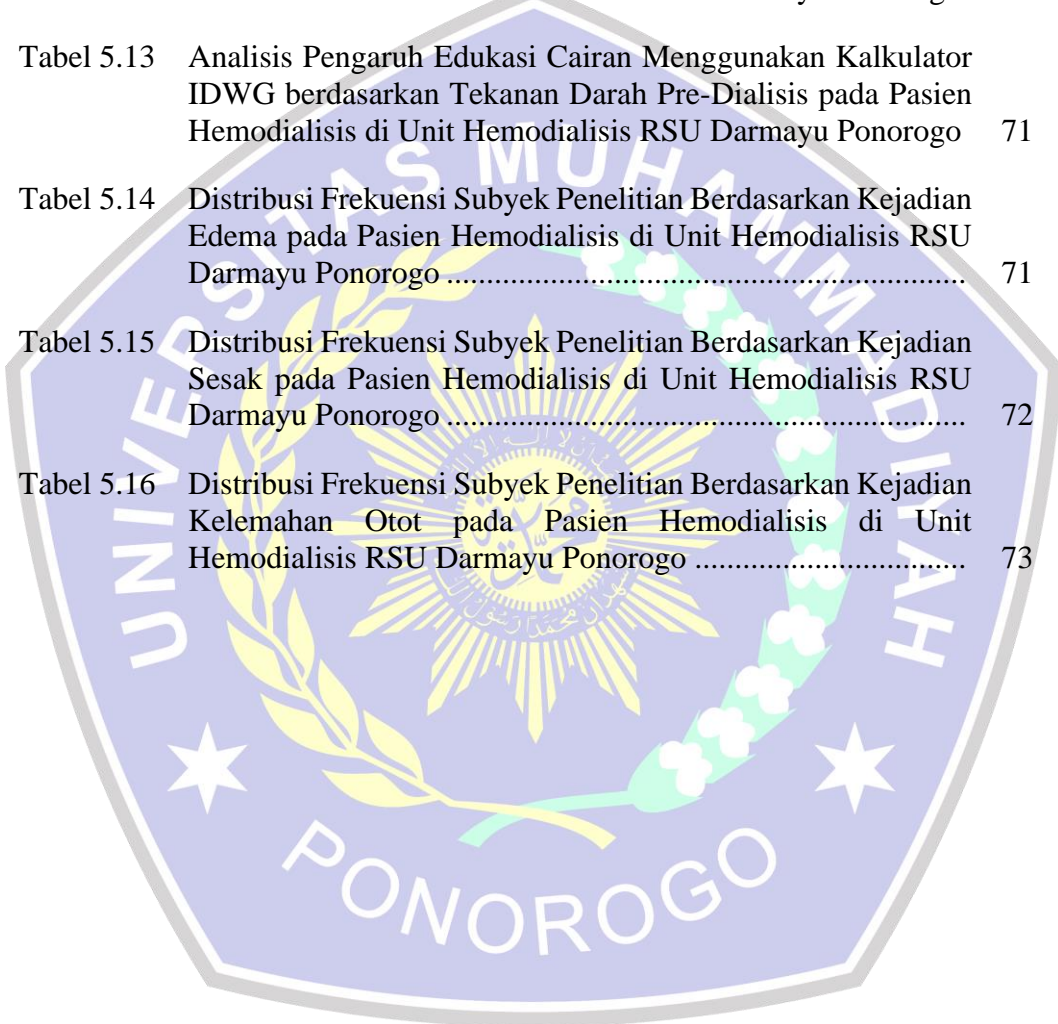 Tabel 5.13 Analisis Pengaruh Edukasi Cairan Menggunakan Kalkulator
IDWG berdasarkan Tekanan Darah Pre-Dialisis pada Pasien
Hemodialisis di Unit Hemodialisis RSU Darmayu Ponorogo 71
Tabel 5.14 Distribusi Frekuensi Subyek Penelitian Berdasarkan Kejadian
Edema pada Pasien Hemodialisis di Unit Hemodialisis RSU
Darmayu Ponorogo ............................................................. 71
Tabel 5.15 Distribusi Frekuensi Subyek Penelitian Berdasarkan Kejadian
Sesak pada Pasien Hemodialisis di Unit Hemodialisis RSU
Darmayu Ponorogo ............................................................. 72
Tabel 5.16 Distribusi Frekuensi Subyek Penelitian Berdasarkan Kejadian
Kelemahan Otot pada Pasien Hemodialisis di Unit
Hemodialisis RSU Darmayu Ponorogo ................................ 73
UNIVERSITAS MUHAMMADIYAH
PONOROGO